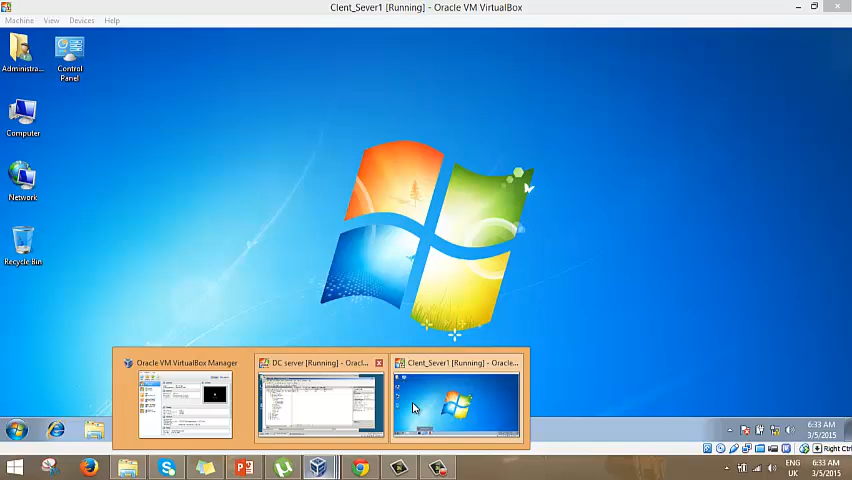 Clent_Sever1 [Running] - Oracle VM VirtualBox
Machine View Devices Help
Administra...
Control Panel
Computer
Network
Recycle Bin
Oracle VM VirtualBox Manager
DC server [Running] - Oracl...
Client_Sever1 [Running] - Oracle...
6:33 AM
3/5/2015
Right Ctrl
ENG
UK
6:33 AM
3/5/2015